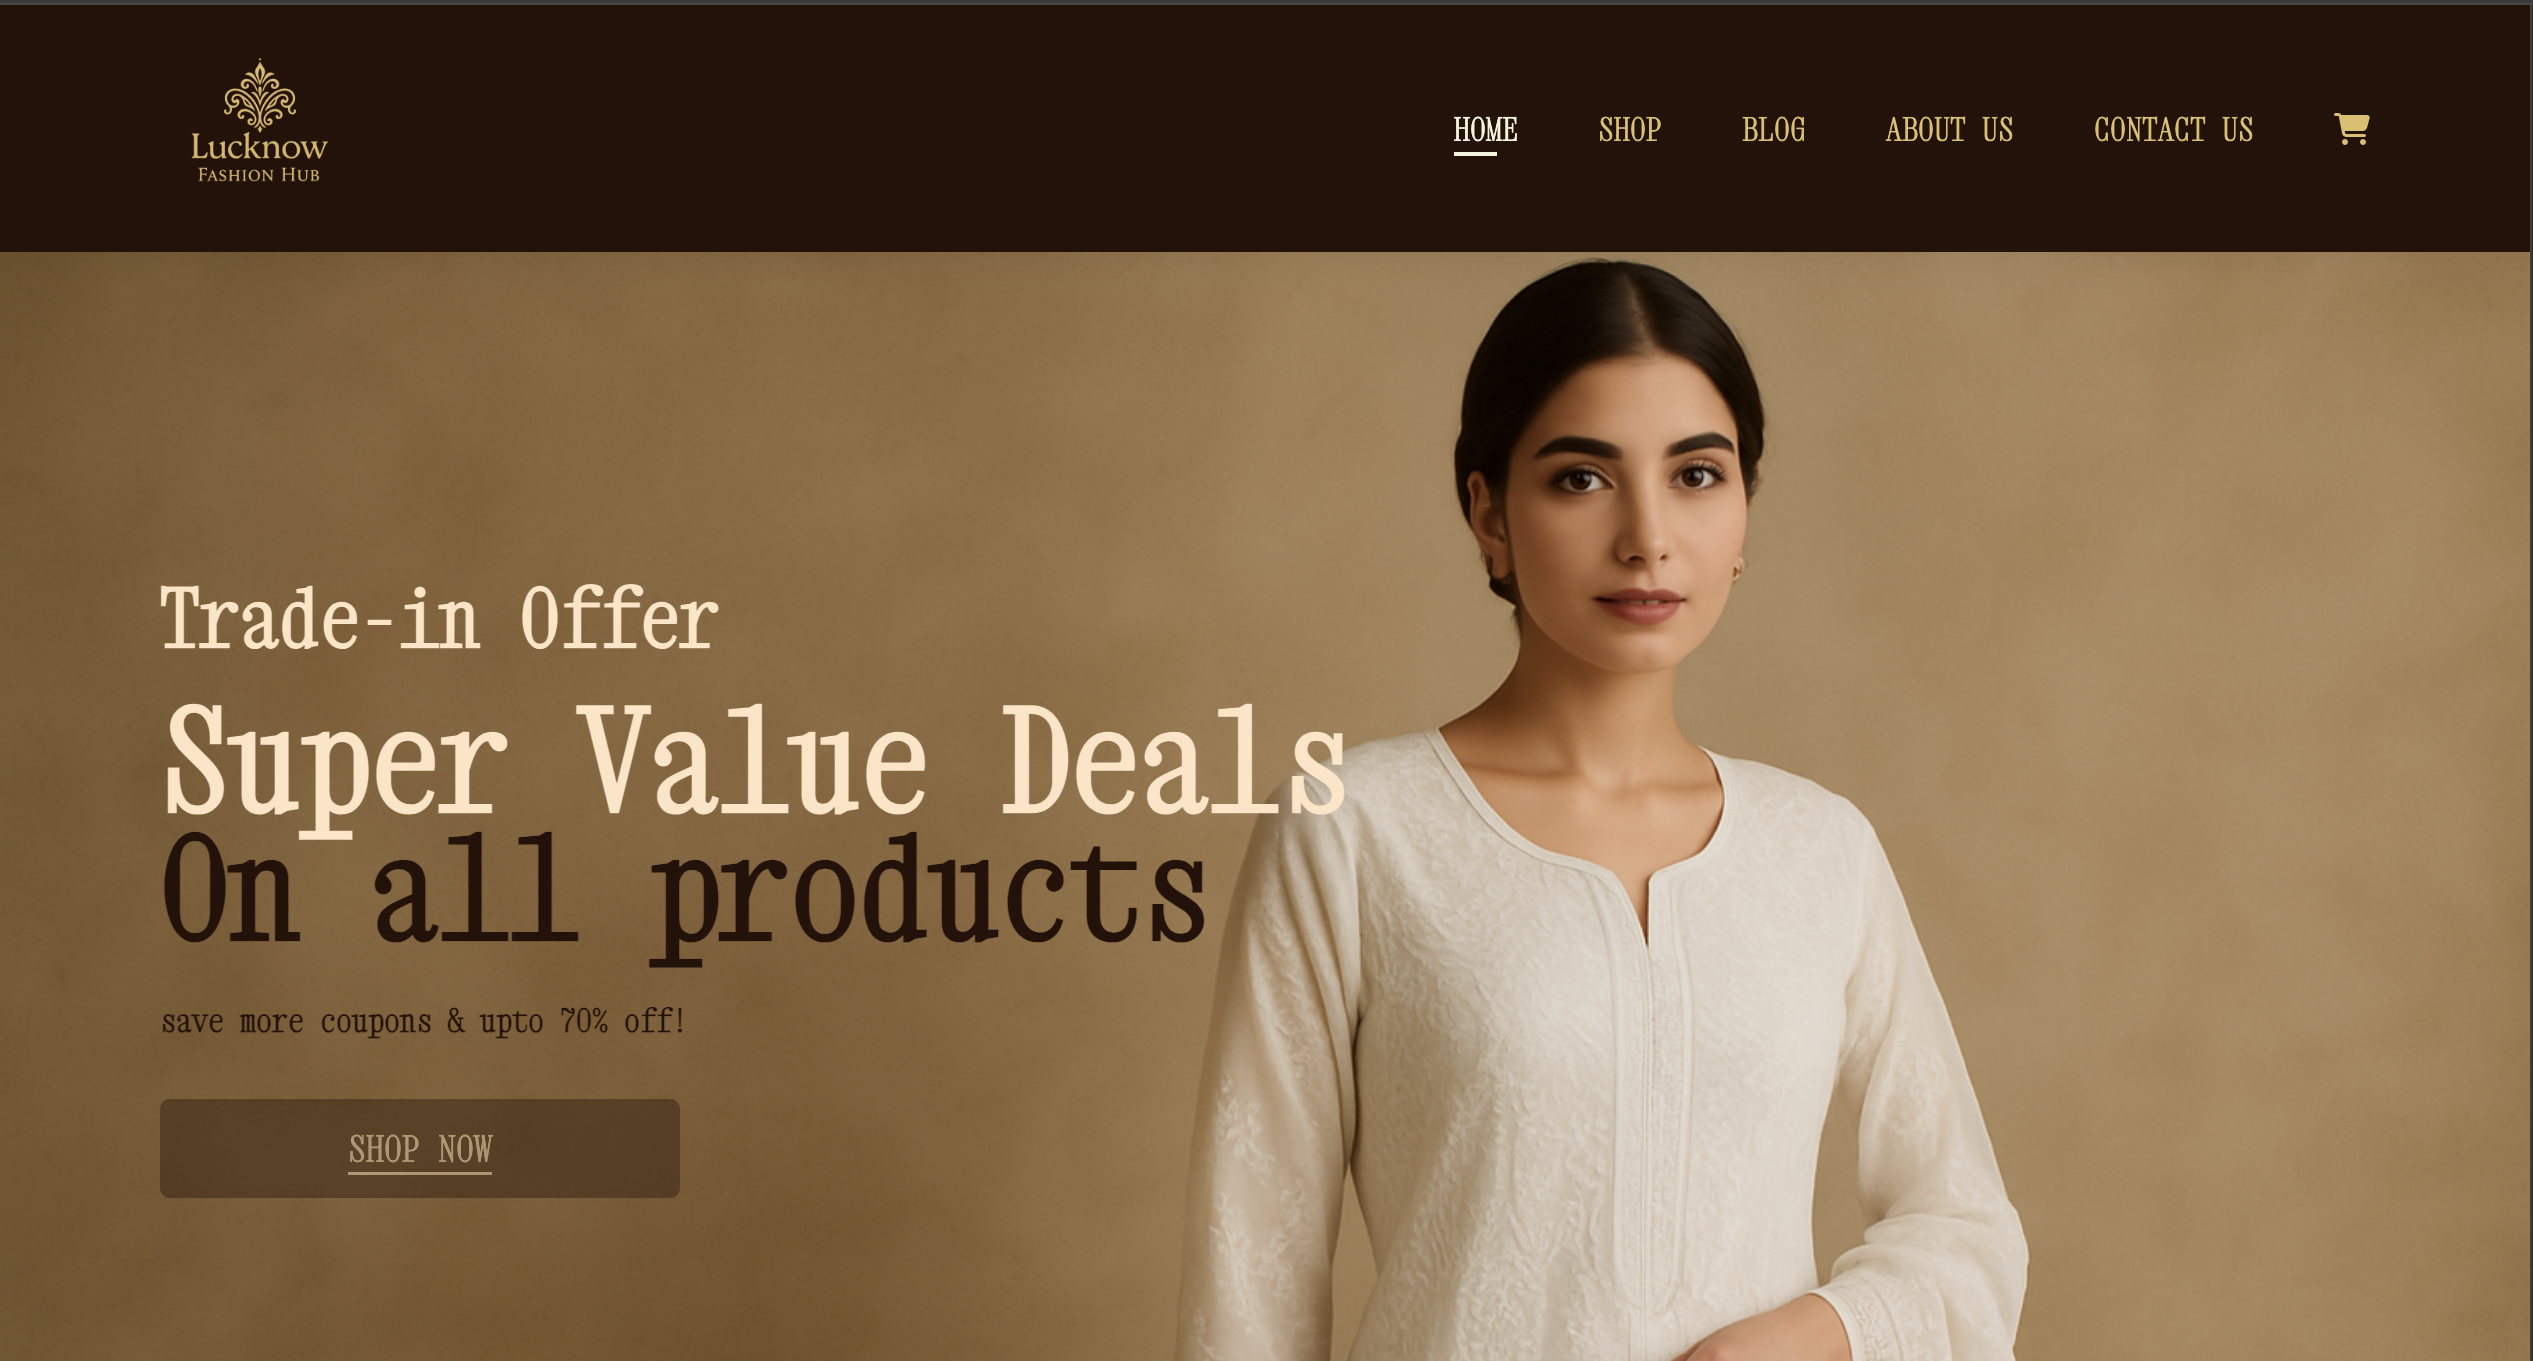 Lucknow
FASHION HUB
HOME SHOP BLOG ABOUT US CONTACT US
Trade-in Offer
Super Value Deals
On all products
save more coupons & upto 70% off!
SHOP NOW